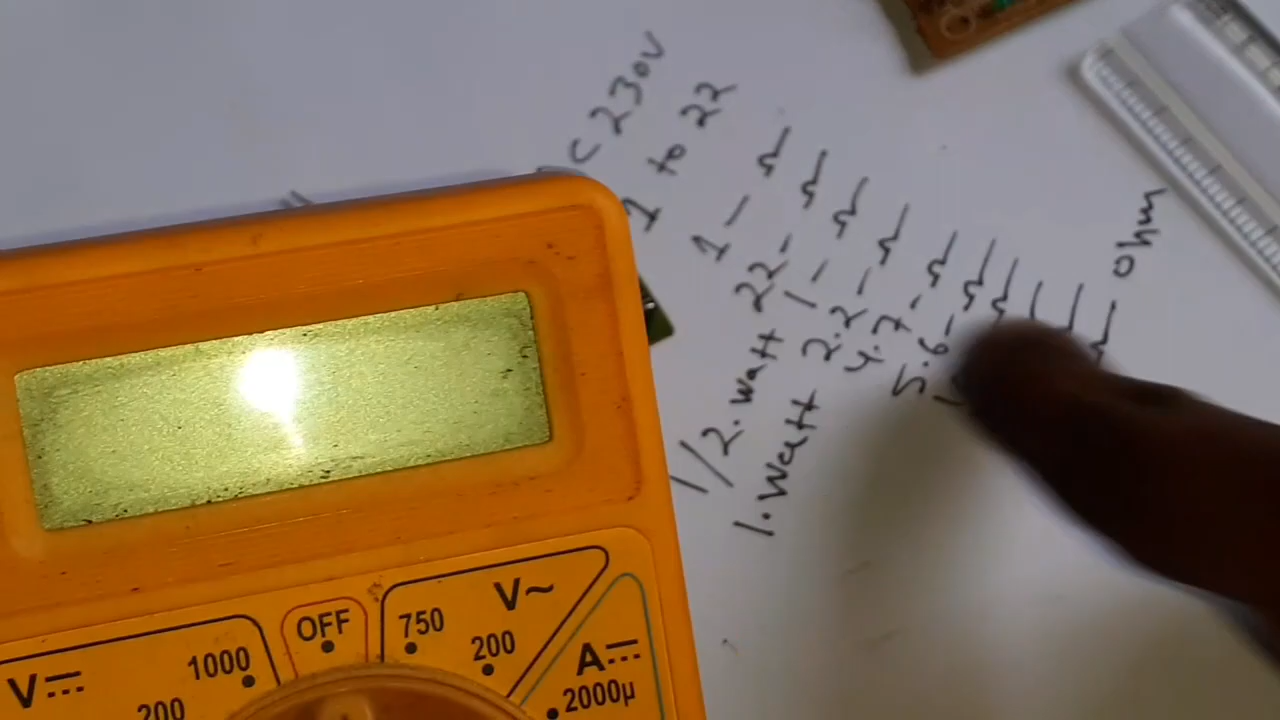 C 230V
1 to 22
1 - Ω
1/2.watt 22- Ω
1 - Ω
1.watt 2.2- Ω
4.7- Ω
5.6- Ω
ohm
OFF
750
V~
200
1000
V⎓
200
A⎓
2000µ